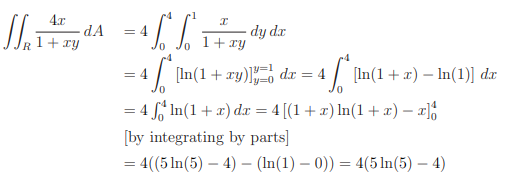 ∬_R 4x/(1 + xy) dA = 4 ∫_0^4 ∫_0^1 x/(1 + xy) dy dx
= 4 ∫_0^4 [ln(1 + xy)]_{y=0}^{y=1} dx = 4 ∫_0^4 [ln(1 + x) − ln(1)] dx
= 4 ∫_0^4 ln(1 + x) dx = 4 [(1 + x) ln(1 + x) − x]_0^4
[by integrating by parts]
= 4((5 ln(5) − 4) − (ln(1) − 0)) = 4(5 ln(5) − 4)